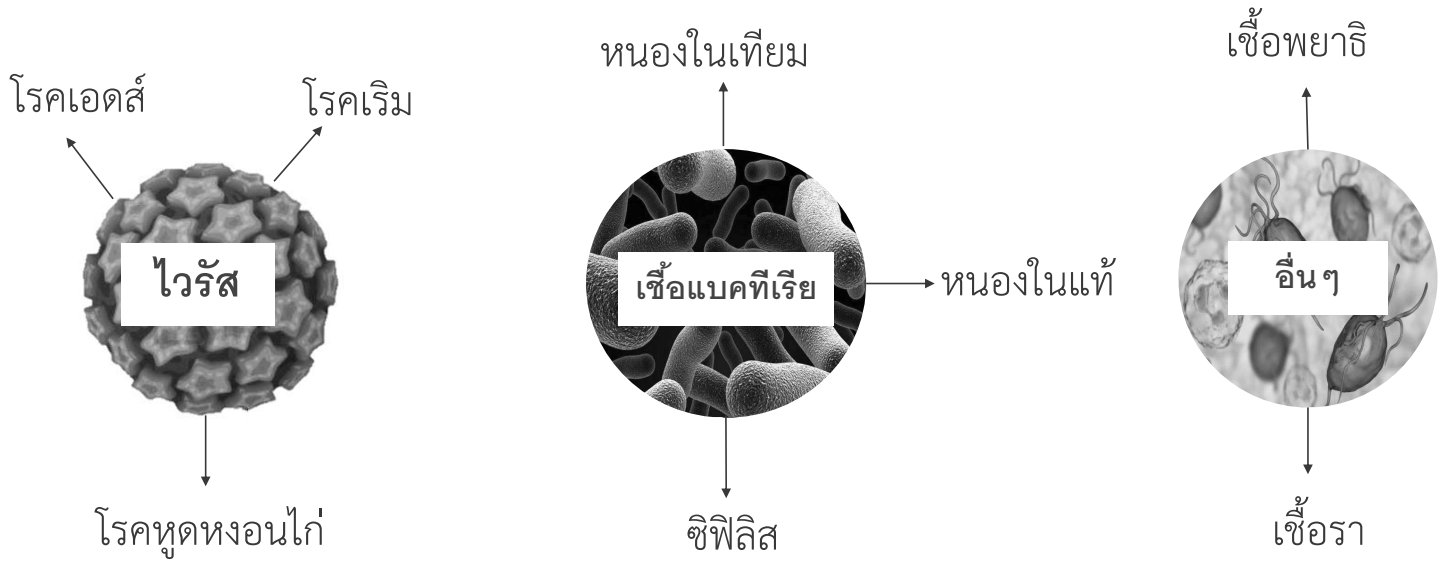 โรคเอดส์
โรคเริม
ไวรัส
โรคหูดหงอนไก่
หนองในเทียม
เชื้อแบคทีเรีย
หนองในแท้
ซิฟิลิส
เชื้อพยาธิ
อื่นๆ
เชื้อรา